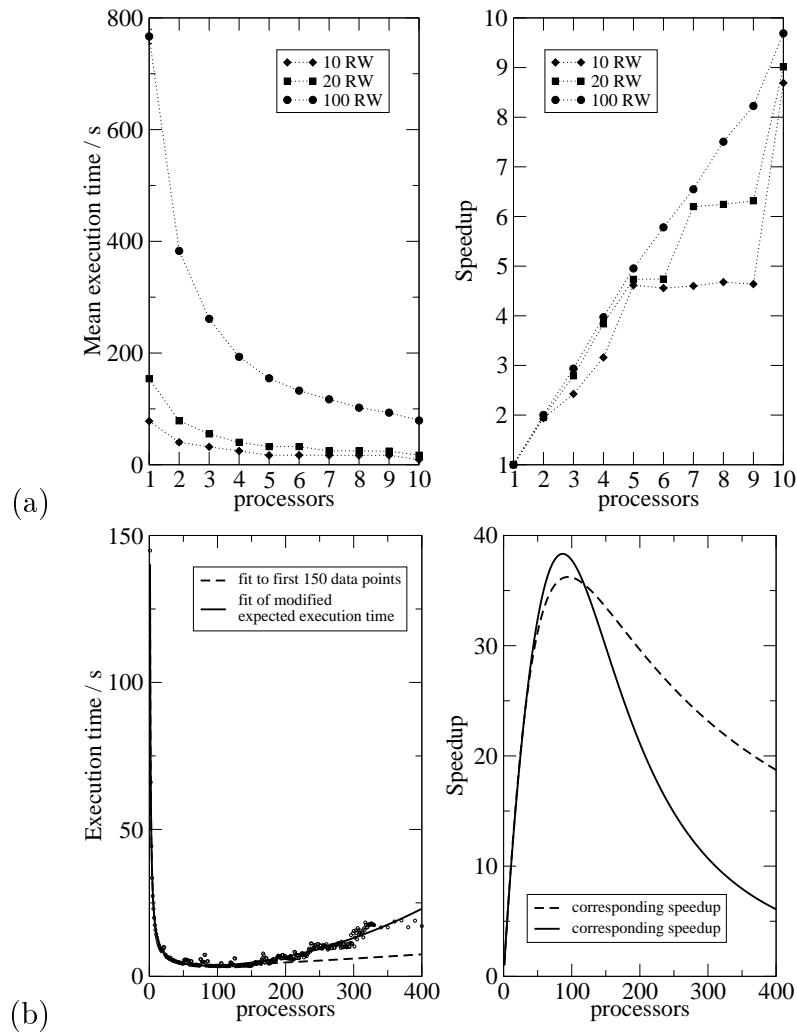 800
600
400
200
0
Mean execution time / s
10 RW
20 RW
100 RW
1 2 3 4 5 6 7 8 9 10
processors
10
9
8
7
6
5
4
3
2
1
Speedup
10 RW
20 RW
100 RW
1 2 3 4 5 6 7 8 9 10
processors
(a)
150
100
50
0
Execution time / s
fit to first 150 data points
fit of modified
expected execution time
0 100 200 300 400
processors
40
30
20
10
0
Speedup
corresponding speedup
corresponding speedup
0 100 200 300 400
processors
(b)